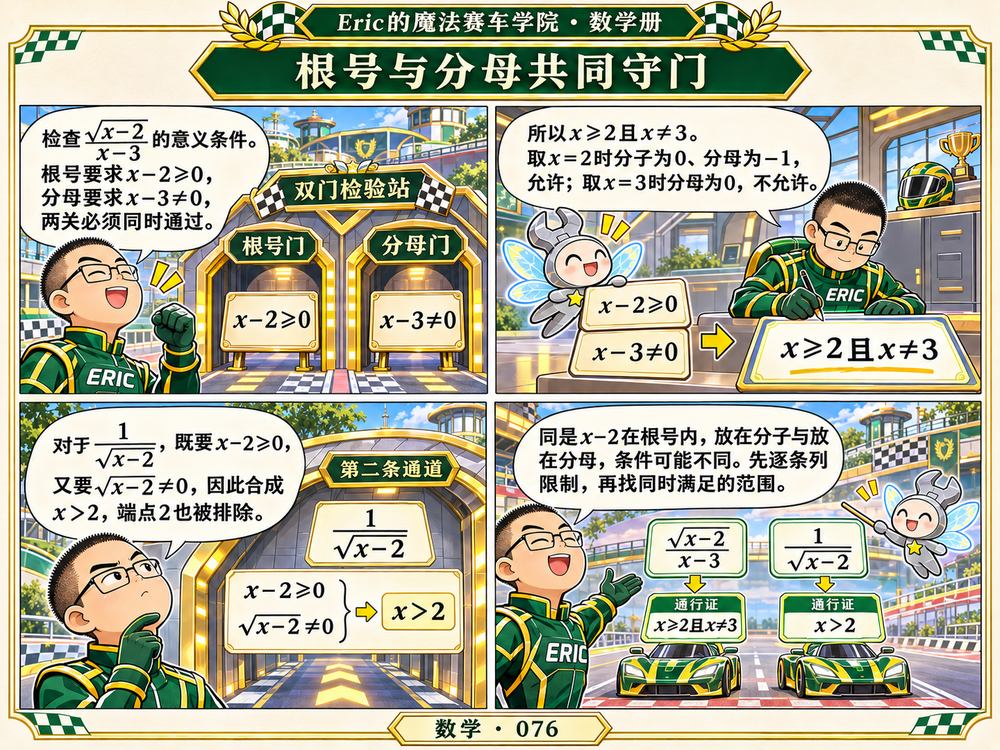 Eric的魔法赛车学院 · 数学册
根号与分母共同守门
检查 √(x−2)/(x−3) 的意义条件。
根号要求x−2≥0，
分母要求x−3≠0，
两关必须同时通过。
双门检验站
根号门
分母门
x−2≥0
x−3≠0
ERIC
所以x≥2且x≠3。
取x=2时分子为0、分母为−1，
允许；取x=3时分母为0，不允许。
ERIC
x−2≥0
x−3≠0
x≥2且x≠3
对于 1/√(x−2)，既要x−2≥0，
又要√(x−2)≠0，因此合成
x>2，端点2也被排除。
第二条通道
1/√(x−2)
x−2≥0
√(x−2)≠0
x>2
同是x−2在根号内，放在分子与放
在分母，条件可能不同。先逐条列
限制，再找同时满足的范围。
√(x−2)/(x−3)
1/√(x−2)
通行证
x≥2且x≠3
通行证
x>2
ERIC
数学 · 076